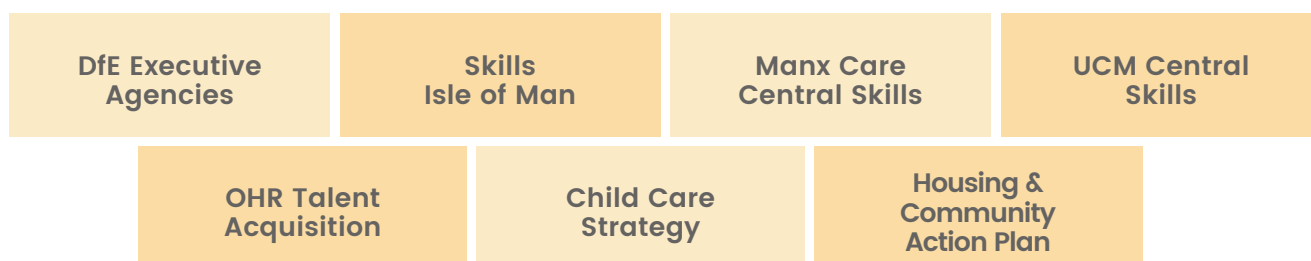 DfE Executive
Agencies
Skills
Isle of Man
Manx Care
Central Skills
UCM Central
Skills
OHR Talent
Acquisition
Child Care
Strategy
Housing &
Community
Action Plan